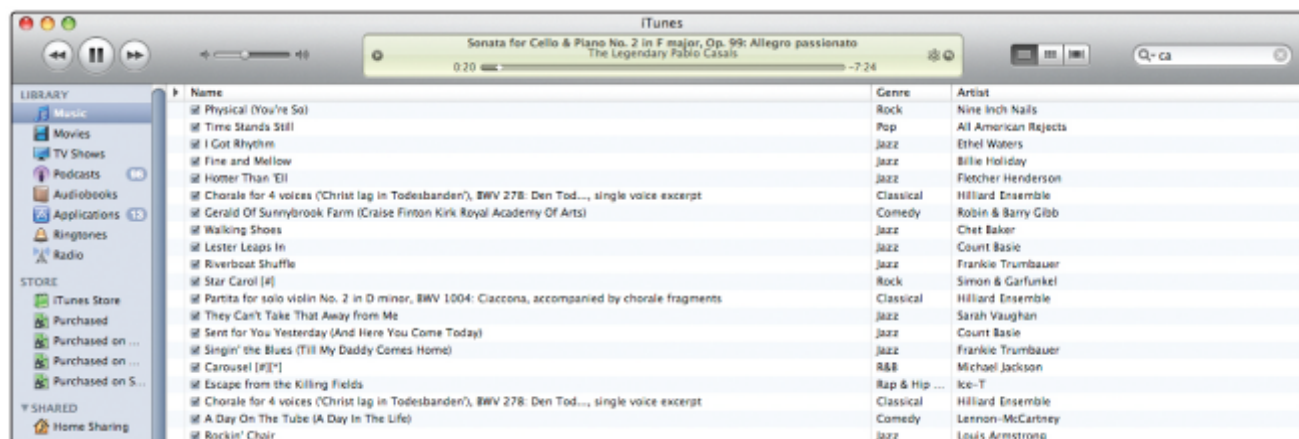 iTunes
Sonata for Cello & Piano No. 2 in F major, Op. 99: Allegro passionato
The Legendary Pablo Casals
0:20 -7:24
ca
LIBRARY
Music
Movies
TV Shows
Podcasts
Audiobooks
Applications 13
Ringtones
Radio
STORE
iTunes Store
Purchased
Purchased on ...
Purchased on ...
Purchased on S...
SHARED
Home Sharing
Name Genre Artist
Physical (You're So) Rock Nine Inch Nails
Time Stands Still Pop All American Rejects
I Got Rhythm Jazz Ethel Waters
Fine and Mellow Jazz Billie Holiday
Hotter Than 'Ell Jazz Fletcher Henderson
Chorale for 4 voices ('Christ lag in Todesbanden'), BWV 278: Den Tod..., single voice excerpt Classical Hilliard Ensemble
Gerald Of Sunnybrook Farm (Craise Finton Kirk Royal Academy Of Arts) Comedy Robin & Barry Gibb
Walking Shoes Jazz Chet Baker
Lester Leaps In Jazz Count Basie
Riverboat Shuffle Jazz Frankie Trumbauer
Star Carol [#] Rock Simon & Garfunkel
Partita for solo violin No. 2 in D minor, BWV 1004: Ciaccona, accompanied by chorale fragments Classical Hilliard Ensemble
They Can't Take That Away from Me Jazz Sarah Vaughan
Sent for You Yesterday (And Here You Come Today) Jazz Count Basie
Singin' the Blues (Till My Daddy Comes Home) Jazz Frankie Trumbauer
Carousel [#][*] R&B Michael Jackson
Escape from the Killing Fields Rap & Hip ... Ice-T
Chorale for 4 voices ('Christ lag in Todesbanden'), BWV 278: Den Tod..., single voice excerpt Classical Hilliard Ensemble
A Day On The Tube (A Day In The Life) Comedy Lennon-McCartney
Rockin' Chair Jazz Louis Armstrong